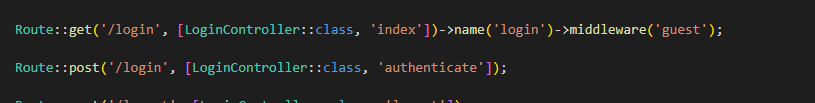 Route::get('/login', [LoginController::class, 'index'])->name('login')->middleware('guest');
Route::post('/login', [LoginController::class, 'authenticate']);